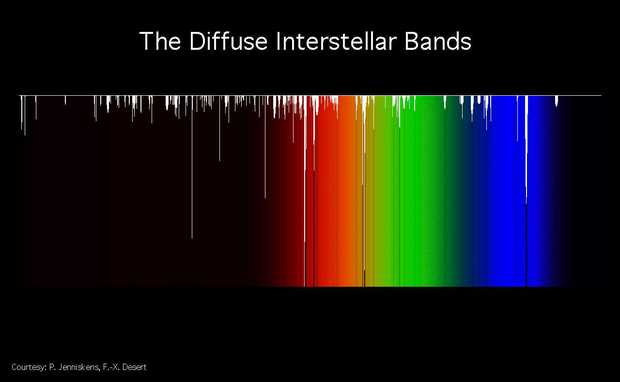 The Diffuse Interstellar Bands
Courtesy: P. Jenniskens, F.-X. Desert